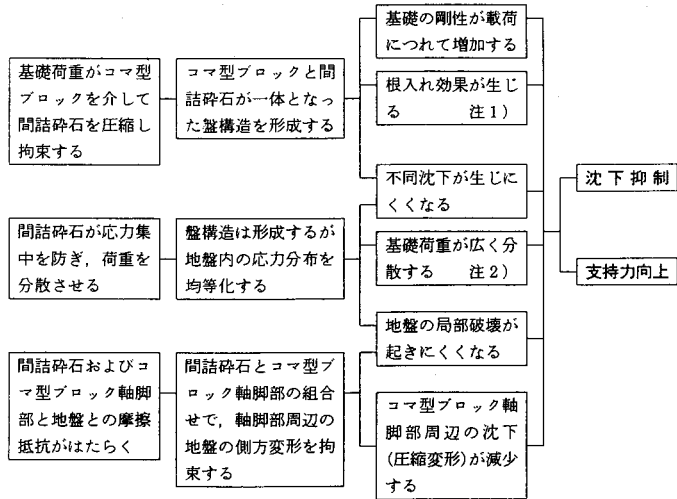 基礎荷重がコマ型
ブロックを介して
間詰砕石を圧縮し
拘束する
コマ型ブロックと間
詰砕石が一体となっ
た盤構造を形成する
基礎の剛性が載荷
につれて増加する
根入れ効果が生じ
る 注1)
不同沈下が生じに
くくなる
間詰砕石が応力集
中を防ぎ，荷重を
分散させる
盤構造は形成するが
地盤内の応力分布を
均等化する
基礎荷重が広く分
散する 注2)
地盤の局部破壊が
起きにくくなる
間詰砕石およびコ
マ型ブロック軸脚
部と地盤との摩擦
抵抗がはたらく
間詰砕石とコマ型ブ
ロック軸脚部の組合
せで，軸脚部周辺の
地盤の側方変形を拘
束する
コマ型ブロック軸
脚部周辺の沈下
(圧縮変形)が減少
する
沈下抑制
支持力向上